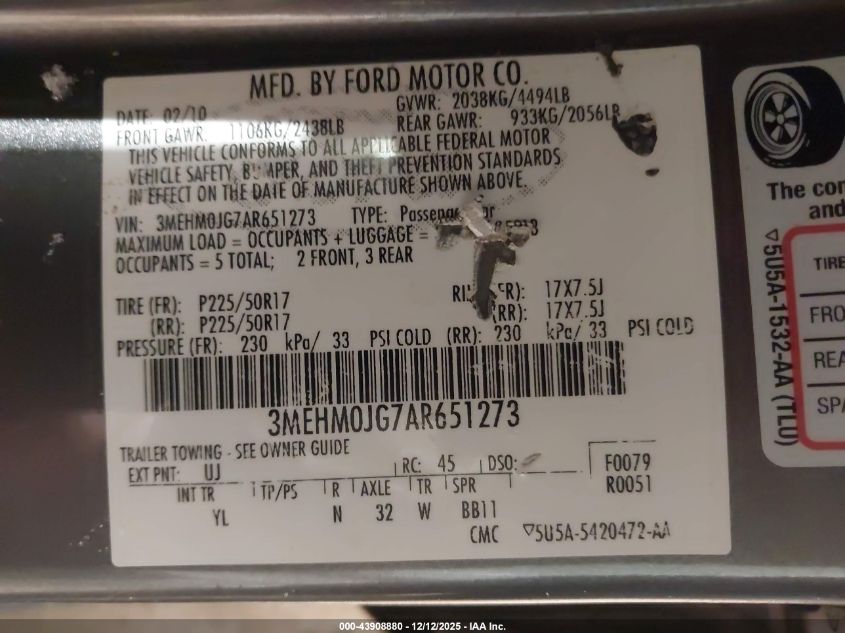 MFD. BY FORD MOTOR CO.
DATE: 02/10 GVWR: 2038KG/4494LB
FRONT GAWR: 1106KG/2438LB REAR GAWR: 933KG/2056LB
THIS VEHICLE CONFORMS TO ALL APPLICABLE FEDERAL MOTOR
VEHICLE SAFETY, BUMPER, AND THEFT PREVENTION STANDARDS
IN EFFECT ON THE DATE OF MANUFACTURE SHOWN ABOVE.
VIN: 3MEHM0JG7AR651273 TYPE: Passenger Car
MAXIMUM LOAD = OCCUPANTS + LUGGAGE =
OCCUPANTS = 5 TOTAL; 2 FRONT, 3 REAR
TIRE (FR): P225/50R17 RIM (FR): 17X7.5J
(RR): P225/50R17 (RR): 17X7.5J
PRESSURE (FR): 230 kPa/ 33 PSI COLD (RR): 230 kPa/ 33 PSI COLD
3MEHM0JG7AR651273
TRAILER TOWING - SEE OWNER GUIDE
EXT PNT: UJ RC: 45 DSO: F0079
INT TR TP/PS R AXLE TR SPR R0051
YL N 32 W BB11
CMC ▽5U5A-5420472-AA
The con
and
▽5U5A-1532-AA (TLU)
TIRE
FRO
REA
SPA
000-43908880 - 12/12/2025 - IAA Inc.